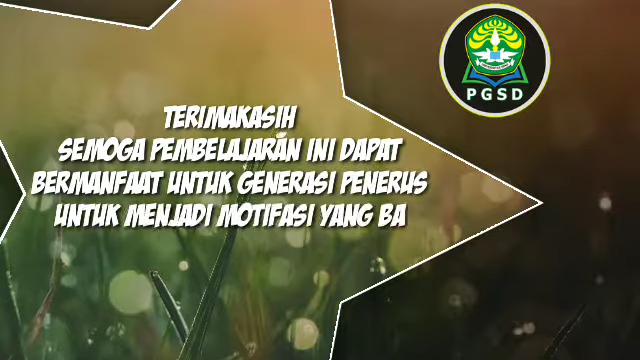 TERIMAKASIH
SEMOGA PEMBELAJARAN INI DAPAT
BERMANFAAT UNTUK GENERASI PENERUS
UNTUK MENJADI MOTIFASI YANG BA
PGSD